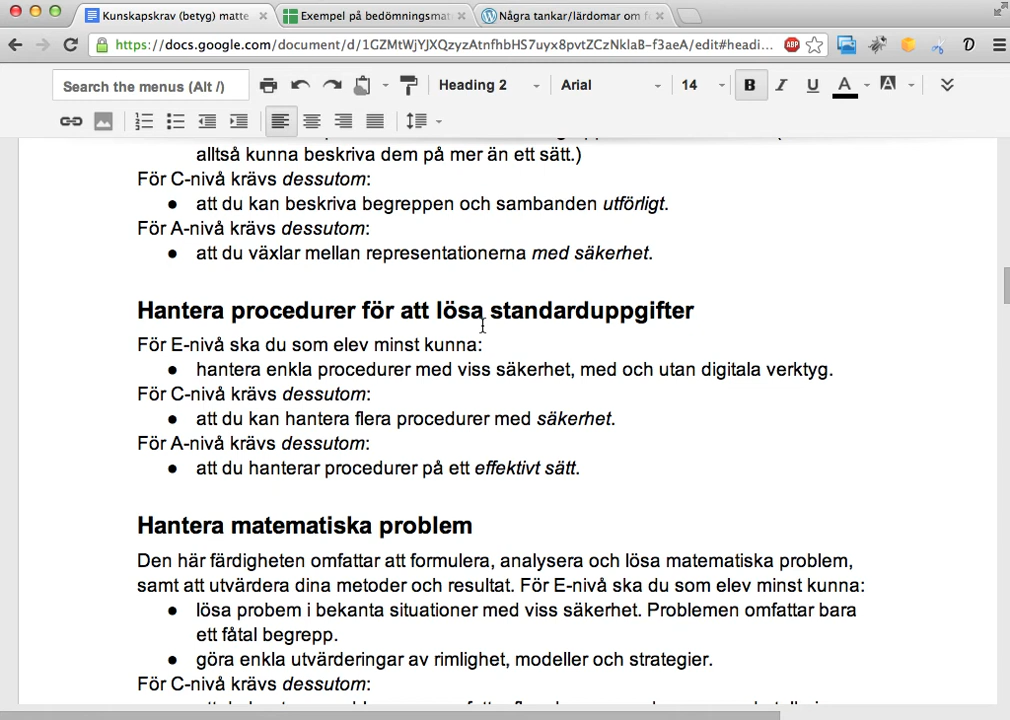 Kunskapskrav (betyg) matte
Exempel på bedömningsmat
Några tankar/lärdomar om f
https://docs.google.com/document/d/1GZMtWjYJXQzyzAtnfhbHS7uyx8pvtZCzNklaB-f3aeA/edit#headi...
ABP
Search the menus (Alt /)
Heading 2
Arial
14
B I U A A
alltså kunna beskriva dem på mer än ett sätt.)
För C-nivå krävs dessutom:
● att du kan beskriva begreppen och sambanden utförligt.
För A-nivå krävs dessutom:
● att du växlar mellan representationerna med säkerhet.
Hantera procedurer för att lösa standarduppgifter
För E-nivå ska du som elev minst kunna:
● hantera enkla procedurer med viss säkerhet, med och utan digitala verktyg.
För C-nivå krävs dessutom:
● att du kan hantera flera procedurer med säkerhet.
För A-nivå krävs dessutom:
● att du hanterar procedurer på ett effektivt sätt.
Hantera matematiska problem
Den här färdigheten omfattar att formulera, analysera och lösa matematiska problem,
samt att utvärdera dina metoder och resultat. För E-nivå ska du som elev minst kunna:
● lösa probem i bekanta situationer med viss säkerhet. Problemen omfattar bara
ett fåtal begrepp.
● göra enkla utvärderingar av rimlighet, modeller och strategier.
För C-nivå krävs dessutom: